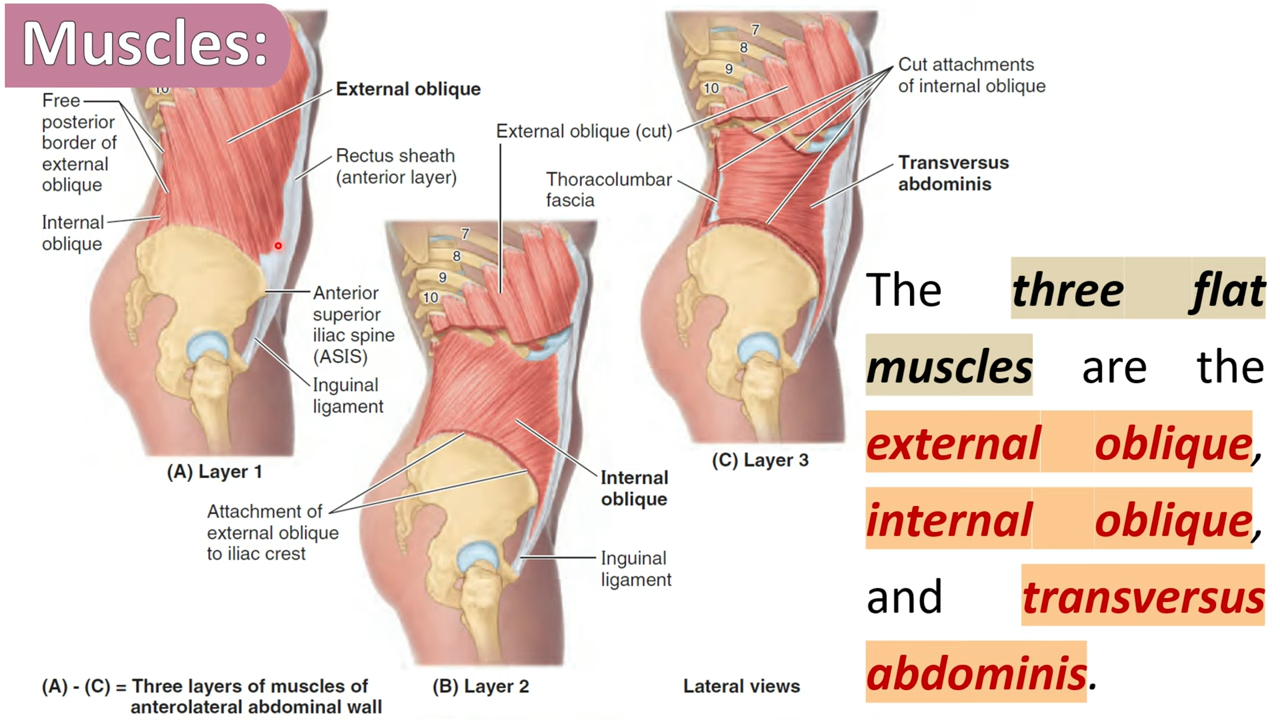 Muscles:
10
Free
posterior
border of
external
oblique
Internal
oblique
External oblique
Rectus sheath
(anterior layer)
Anterior
superior
iliac spine
(ASIS)
Inguinal
ligament
(A) Layer 1
External oblique (cut)
7
8
9
10
Internal
oblique
Attachment of
external oblique
to iliac crest
Inguinal
ligament
(B) Layer 2
7
8
9
10
Cut attachments
of internal oblique
Thoracolumbar
fascia
Transversus
abdominis
(C) Layer 3
(A) - (C) = Three layers of muscles of
anterolateral abdominal wall
Lateral views
The three flat
muscles are the
external oblique,
internal oblique,
and transversus
abdominis.